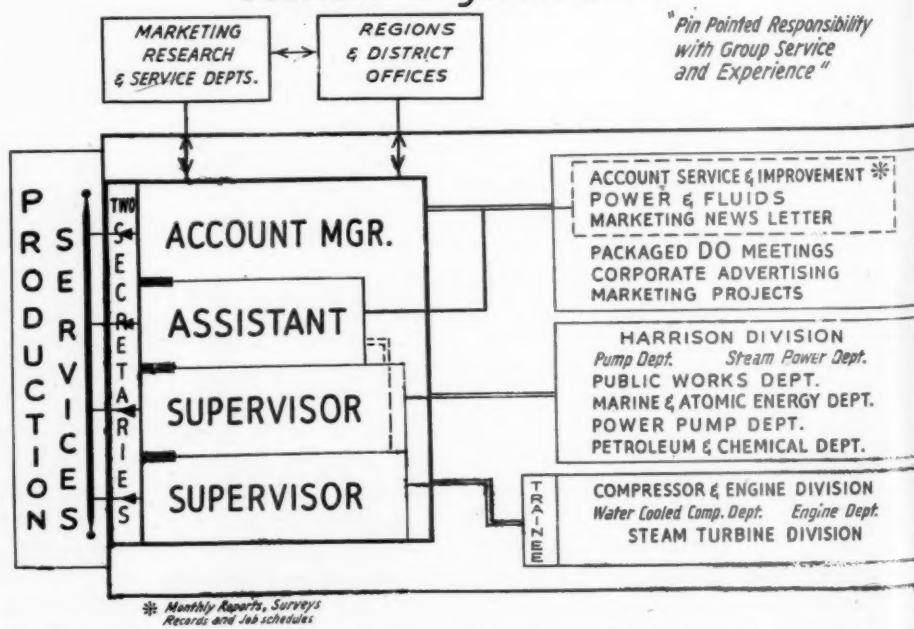 MARKETING
RESEARCH
& SERVICE DEPTS.
REGIONS
& DISTRICT
OFFICES
"Pin Pointed Responsibility
with Group Service
and Experience"
PRODUCTION
SERVICES
TWO
SECRETARIES
ACCOUNT MGR.
ASSISTANT
SUPERVISOR
SUPERVISOR
ACCOUNT SERVICE & IMPROVEMENT *
POWER & FLUIDS
MARKETING NEWS LETTER
PACKAGED DO MEETINGS
CORPORATE ADVERTISING
MARKETING PROJECTS
HARRISON DIVISION
Pump Dept. Steam Power Dept.
PUBLIC WORKS DEPT.
MARINE & ATOMIC ENERGY DEPT.
POWER PUMP DEPT.
PETROLEUM & CHEMICAL DEPT.
TRAINEE
COMPRESSOR & ENGINE DIVISION
Water Cooled Comp. Dept. Engine Dept.
STEAM TURBINE DIVISION
* Monthly Reports, Surveys
Records and Job schedules